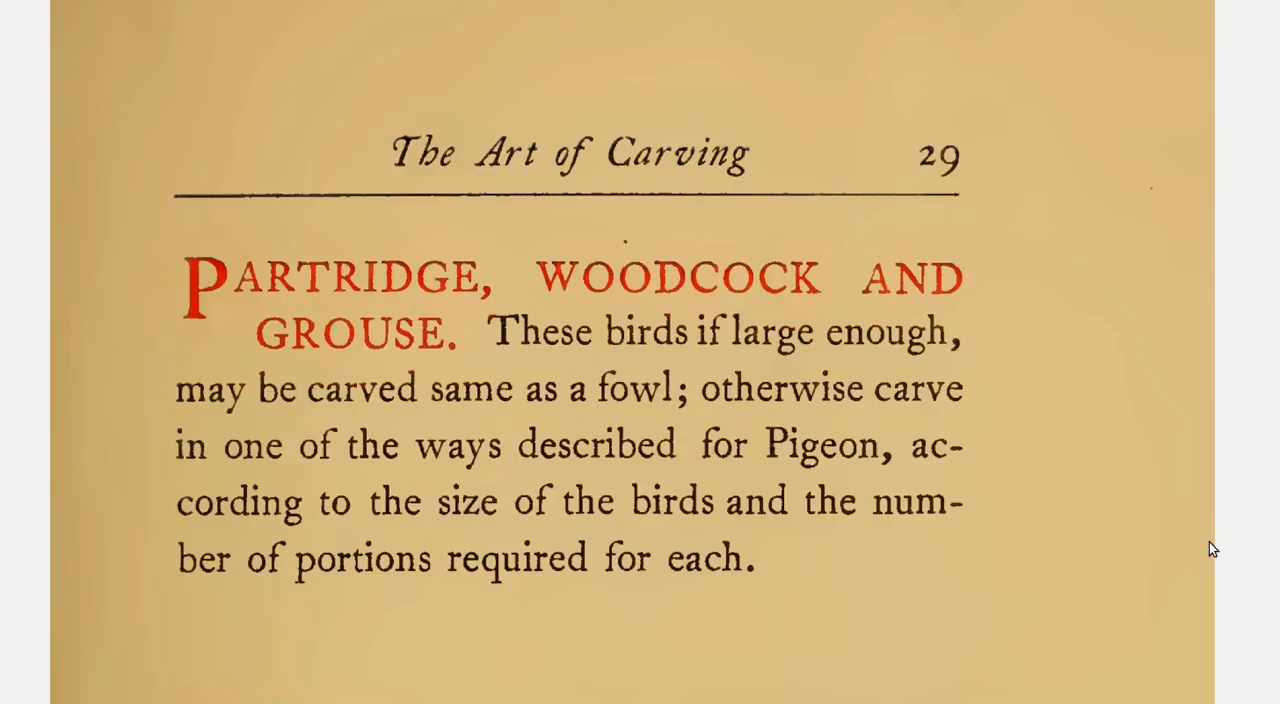 The Art of Carving 29
PARTRIDGE, WOODCOCK AND
GROUSE. These birds if large enough,
may be carved same as a fowl; otherwise carve
in one of the ways described for Pigeon, ac-
cording to the size of the birds and the num-
ber of portions required for each.